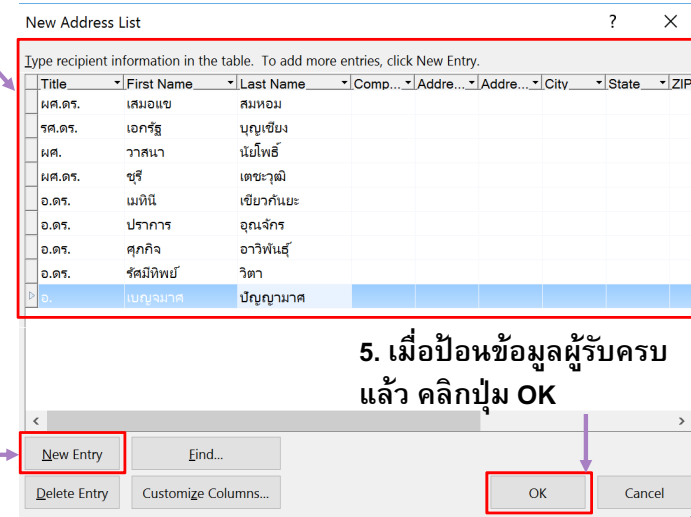 New Address List ? ×
Type recipient information in the table. To add more entries, click New Entry.
Title First Name Last Name Comp... Addre... Addre... City State ZIP
ผศ.ดร. เสมอแข สมหอม
รศ.ดร. เอกรัฐ บุญเชียง
ผศ. วาสนา นัยโพธิ์
ผศ.ดร. ชุรี เตชะวุฒิ
อ.ดร. เมทินี เขียวกันยะ
อ.ดร. ปราการ อุณจักร
อ.ดร. ศุภกิจ อาวิพันธุ์
อ.ดร. รัศมีทิพย์ วิตา
อ. เบญจมาศ ปัญญามาศ
5. เมื่อป้อนข้อมูลผู้รับครบ
แล้ว คลิกปุ่ม OK
New Entry Find...
Delete Entry Customize Columns... OK Cancel